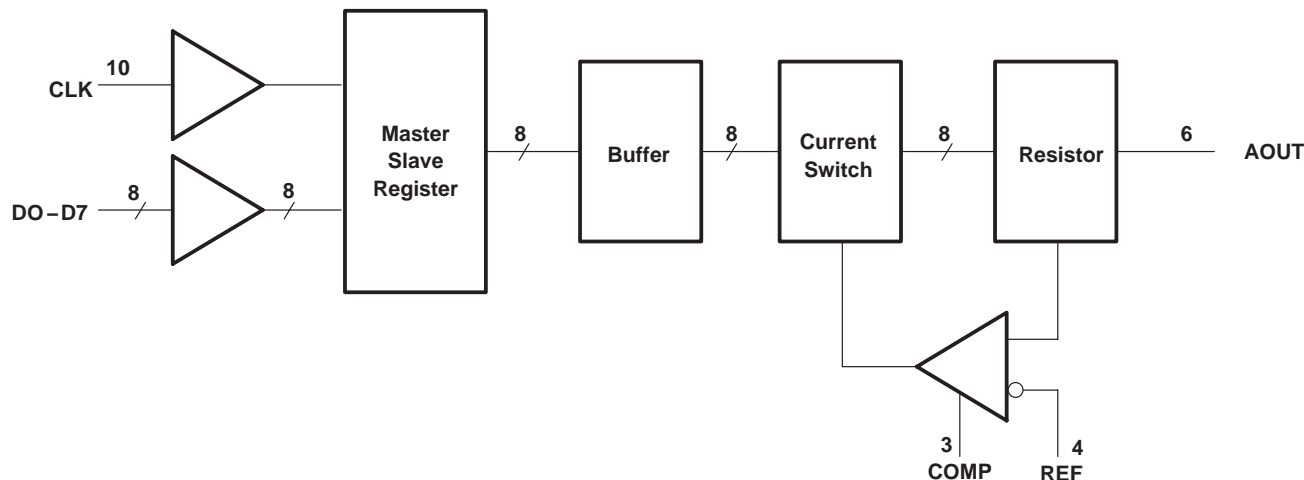 10
CLK
8
8
DO–D7
Master
Slave
Register
8
Buffer
8
Current
Switch
8
Resistor
6
AOUT
3
COMP
4
REF